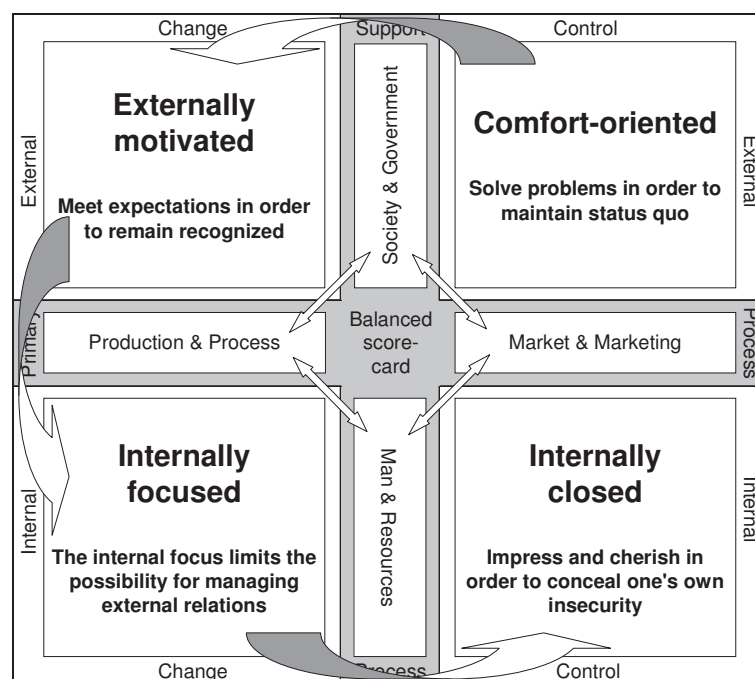 Change
Support
Control
External
Externally
motivated
Meet expectations in order
to remain recognized
Society & Government
Comfort-oriented
Solve problems in order to
maintain status quo
External
Primary
Production & Process
Balanced
score-
card
Market & Marketing
Process
Internal
Internally
focused
The internal focus limits the
possibility for managing
external relations
Man & Resources
Internally
closed
Impress and cherish in
order to conceal one's own
insecurity
Internal
Change
Process
Control